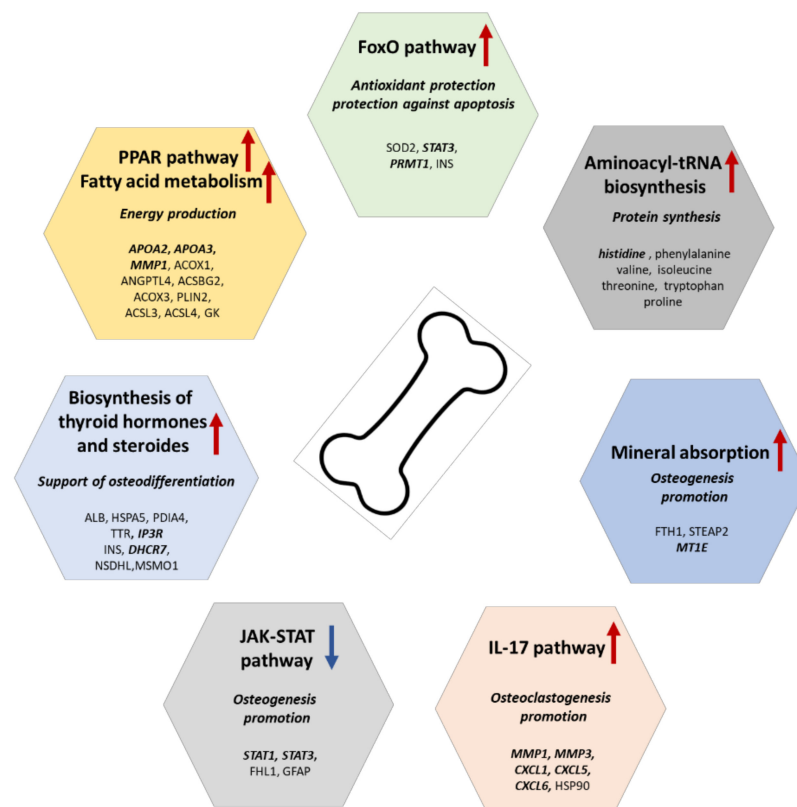 FoxO pathway
Antioxidant protection
protection against apoptosis
SOD2, STAT3,
PRMT1, INS
PPAR pathway
Fatty acid metabolism
Energy production
APOA2, APOA3,
MMP1, ACOX1,
ANGPTL4, ACSBG2,
ACOX3, PLIN2,
ACSL3, ACSL4, GK
Aminoacyl-tRNA
biosynthesis
Protein synthesis
histidine , phenylalanine
valine, isoleucine
threonine, tryptophan
proline
Biosynthesis of
thyroid hormones
and steroides
Support of osteodifferentiation
ALB, HSPA5, PDIA4,
TTR, IP3R
INS, DHCR7,
NSDHL,MSMO1
Mineral absorption
Osteogenesis
promotion
FTH1, STEAP2
MT1E
JAK-STAT
pathway
Osteogenesis
promotion
STAT1, STAT3,
FHL1, GFAP
IL-17 pathway
Osteoclastogenesis
promotion
MMP1, MMP3,
CXCL1, CXCL5,
CXCL6, HSP90